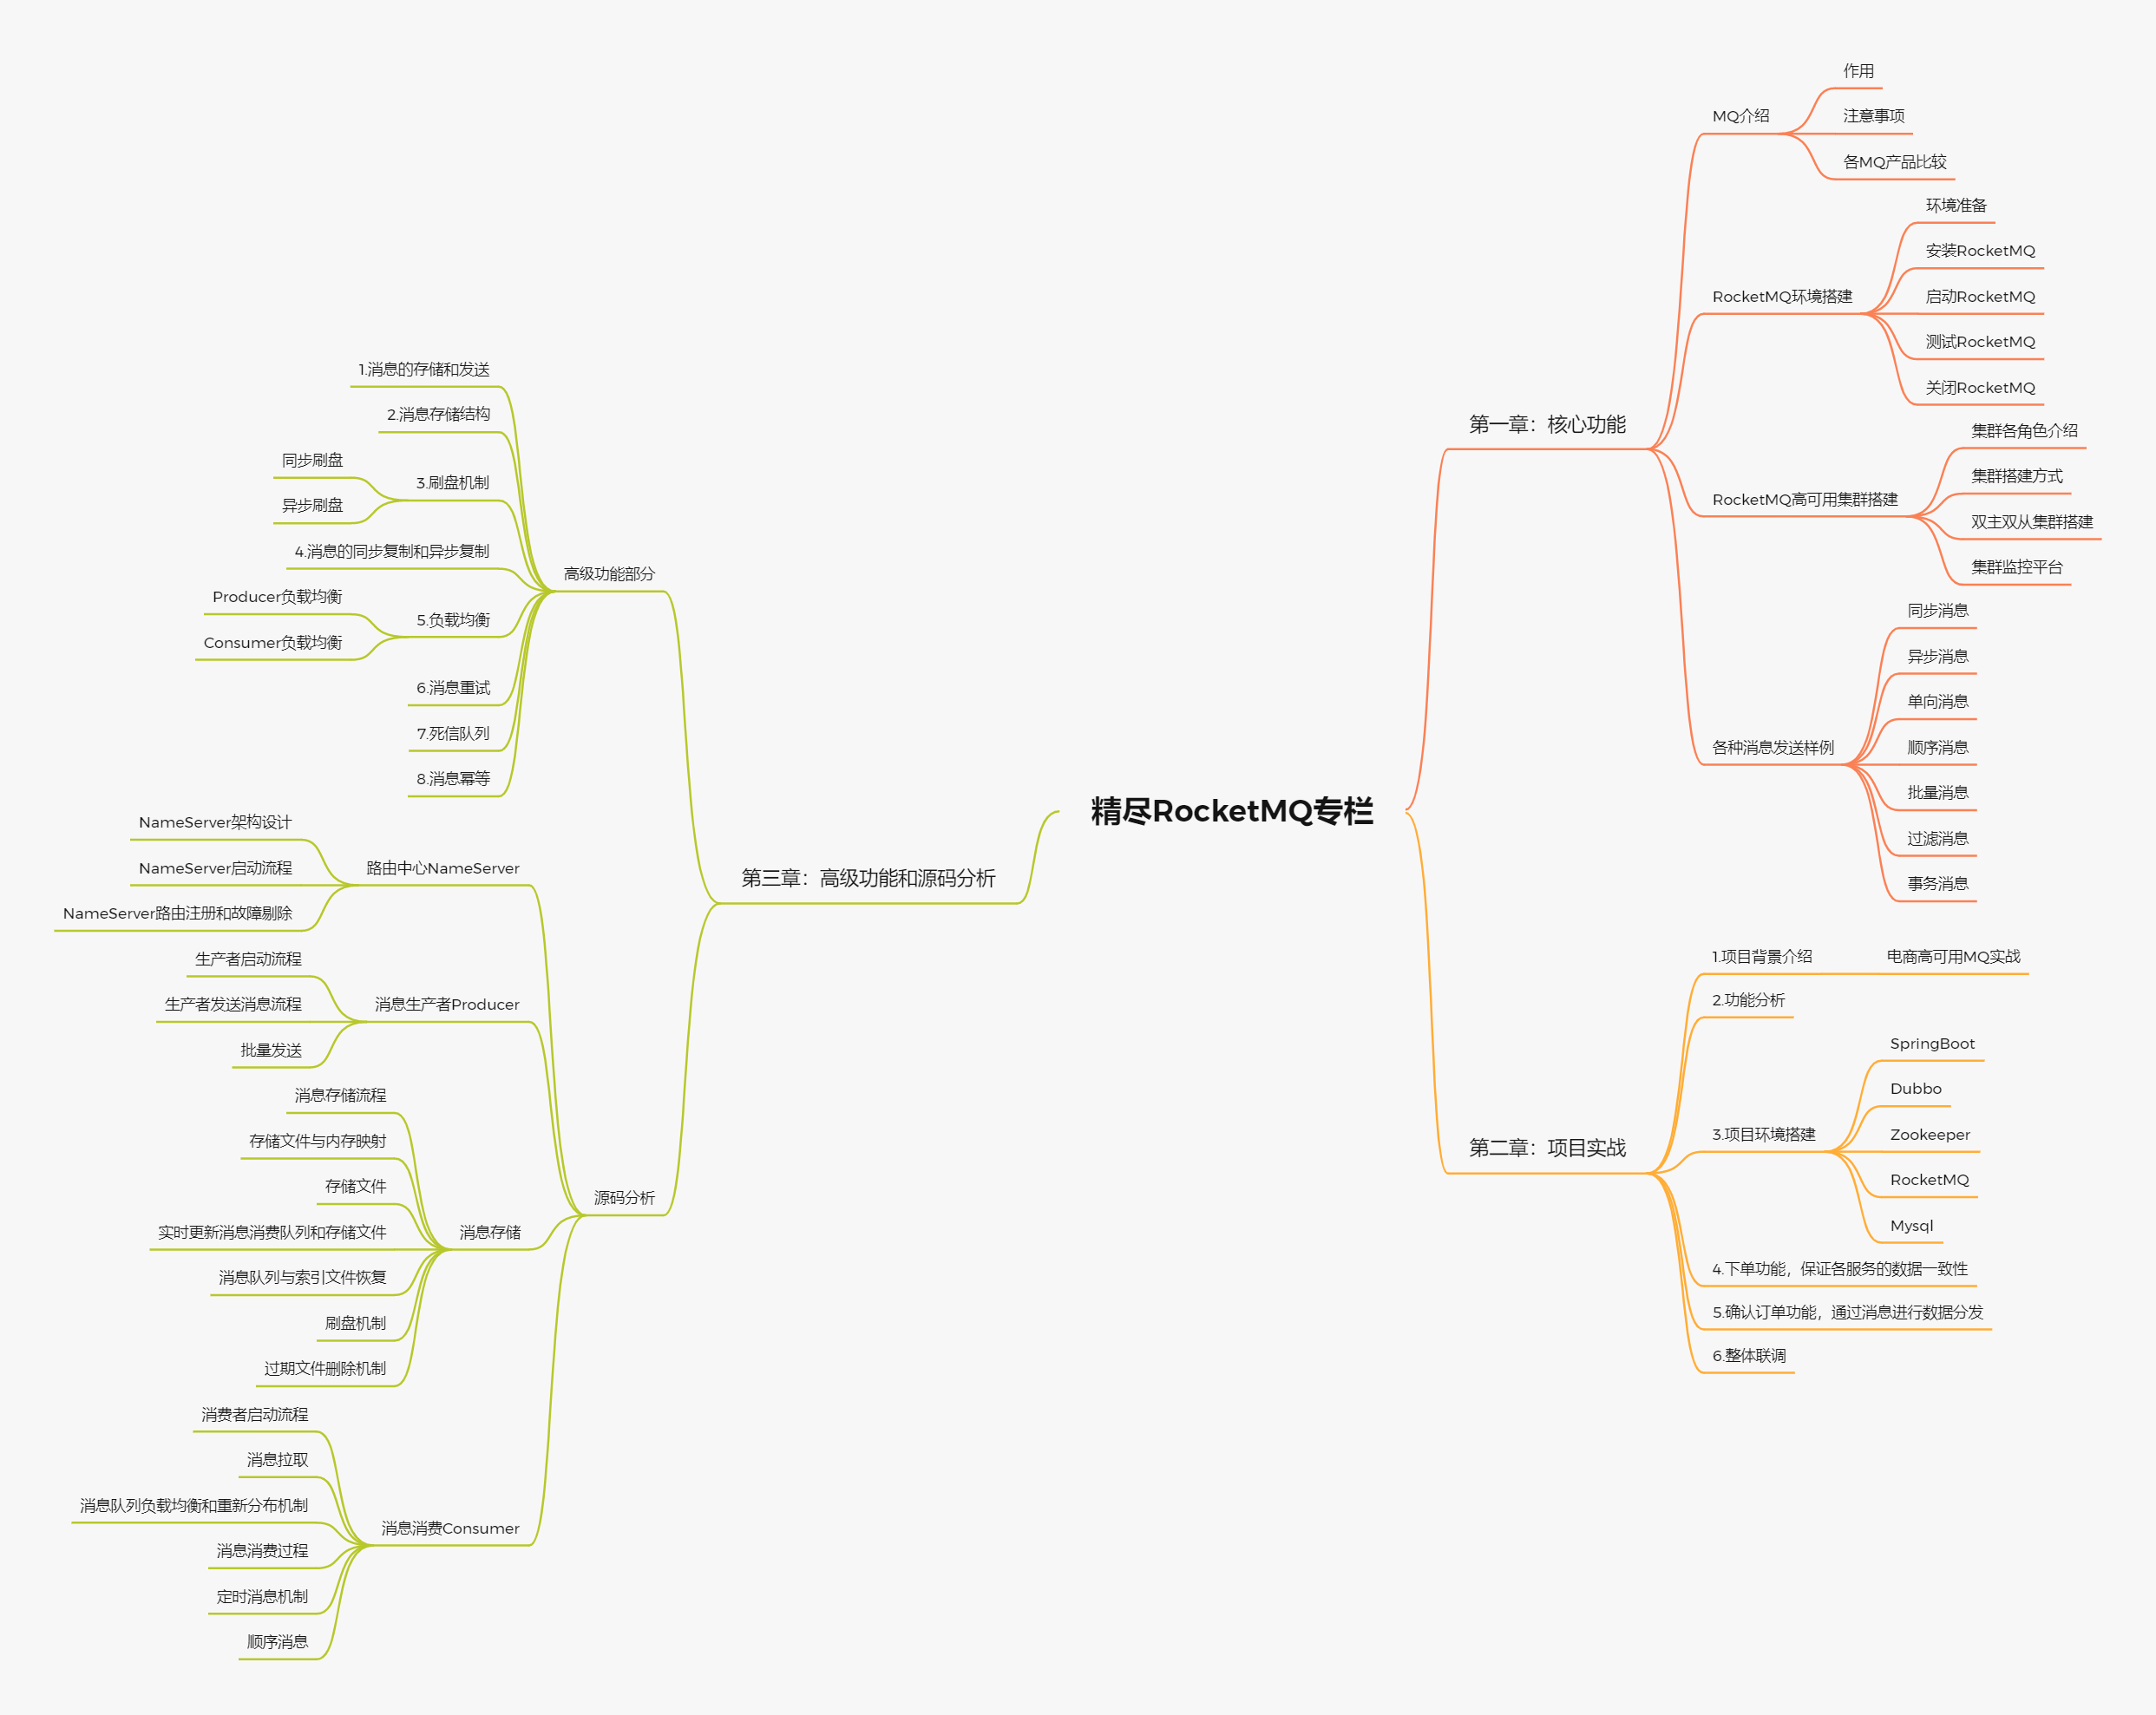 精尽RocketMQ专栏
第一章：核心功能
MQ介绍
作用
注意事项
各MQ产品比较
RocketMQ环境搭建
环境准备
安装RocketMQ
启动RocketMQ
测试RocketMQ
关闭RocketMQ
RocketMQ高可用集群搭建
集群各角色介绍
集群搭建方式
双主双从集群搭建
集群监控平台
各种消息发送样例
同步消息
异步消息
单向消息
顺序消息
批量消息
过滤消息
事务消息
第二章：项目实战
1.项目背景介绍
电商高可用MQ实战
2.功能分析
3.项目环境搭建
SpringBoot
Dubbo
Zookeeper
RocketMQ
Mysql
4.下单功能，保证各服务的数据一致性
5.确认订单功能，通过消息进行数据分发
6.整体联调
第三章：高级功能和源码分析
高级功能部分
1.消息的存储和发送
2.消息存储结构
3.刷盘机制
同步刷盘
异步刷盘
4.消息的同步复制和异步复制
5.负载均衡
Producer负载均衡
Consumer负载均衡
6.消息重试
7.死信队列
8.消息幂等
源码分析
路由中心NameServer
NameServer架构设计
NameServer启动流程
NameServer路由注册和故障剔除
消息生产者Producer
生产者启动流程
生产者发送消息流程
批量发送
消息存储
消息存储流程
存储文件与内存映射
存储文件
实时更新消息消费队列和存储文件
消息队列与索引文件恢复
刷盘机制
过期文件删除机制
消息消费Consumer
消费者启动流程
消息拉取
消息队列负载均衡和重新分布机制
消息消费过程
定时消息机制
顺序消息